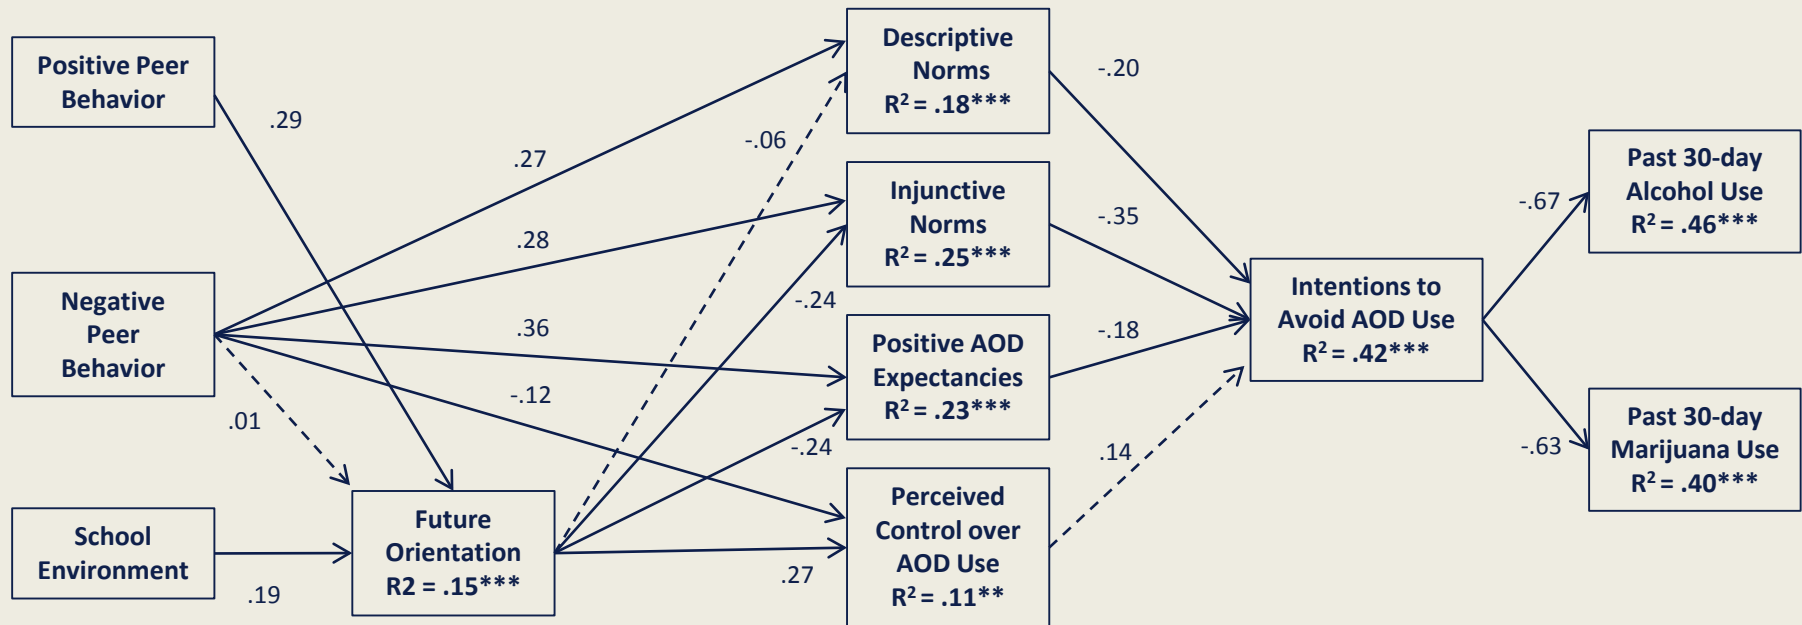 Positive Peer
Behavior
Negative
Peer
Behavior
School
Environment
.29
.01
.19
Future
Orientation
R2 = .15***
.27
.28
.36
-.12
-.06
-.24
-.24
.27
Descriptive
Norms
R² = .18***
Injunctive
Norms
R² = .25***
Positive AOD
Expectancies
R² = .23***
Perceived
Control over
AOD Use
R² = .11**
-.20
-.35
-.18
.14
Intentions to
Avoid AOD Use
R² = .42***
-.67
-.63
Past 30-day
Alcohol Use
R² = .46***
Past 30-day
Marijuana Use
R² = .40***